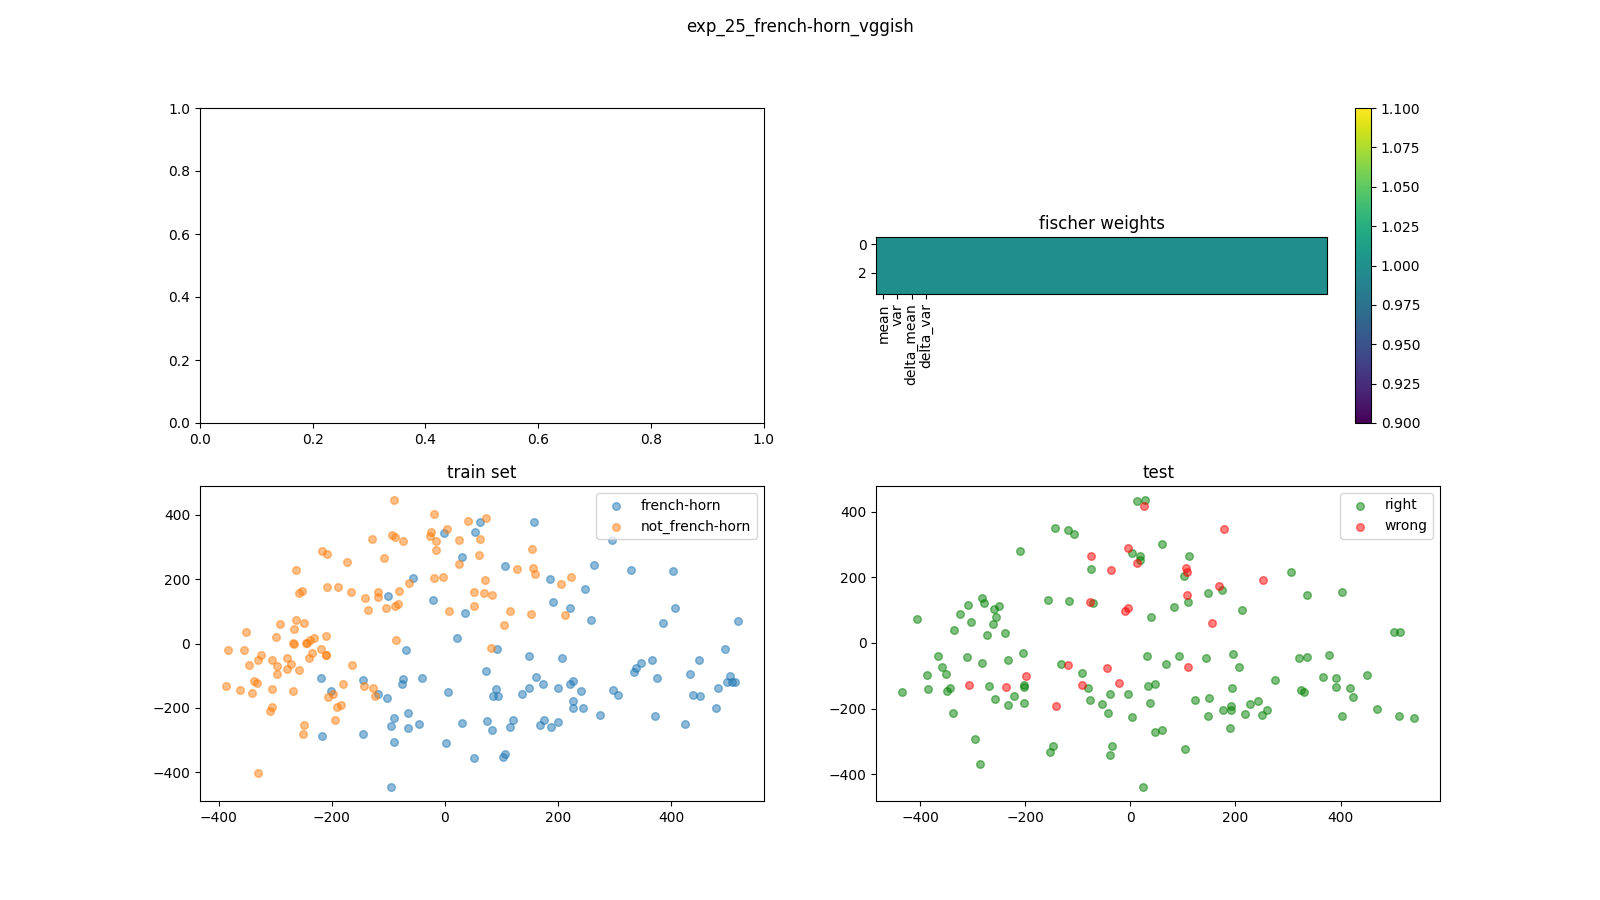 exp_25_french-horn_vggish
1.0
0.8
0.6
0.4
0.2
0.0
0.0 0.2 0.4 0.6 0.8 1.0
fischer weights
0
2
mean
var
delta_mean
delta_var
1.100
1.075
1.050
1.025
1.000
0.975
0.950
0.925
0.900
train set
french-horn
not_french-horn
400
200
0
−200
−400
−400 −200 0 200 400
test
right
wrong
400
200
0
−200
−400
−400 −200 0 200 400